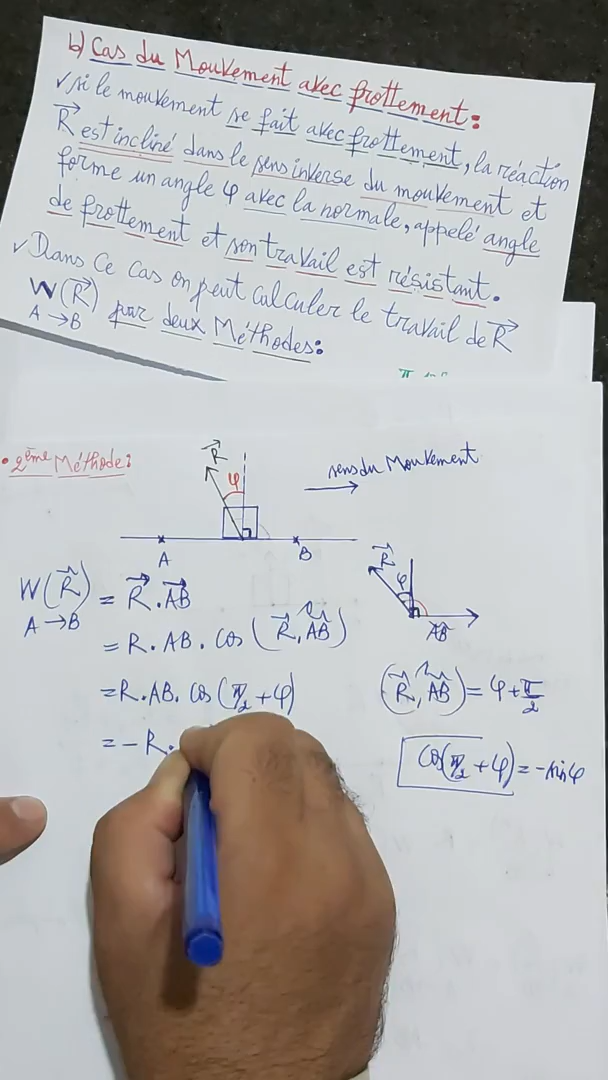 b) Cas du Mouvement avec frottement:
✓ si le mouvement se fait avec frottement, la réaction
R⃗ est incliné dans le sens inverse du mouvement et
forme un angle φ avec la normale, appelé angle
de frottement et son travail est résistant.
✓ Dans ce cas on peut calculer le travail de R⃗
W(R⃗) par deux Méthodes:
A→B
• 2ème Méthode:
R⃗
φ
sens du Mouvement
A
B
W(R⃗) = R⃗.AB⃗
A→B
= R.AB.cos(R⃗,AB⃗)
= R.AB.cos(π/2+φ)
= -R.
R⃗
φ
AB⃗
(R⃗,AB⃗) = φ+π/2
cos(π/2+φ) = -sinφ